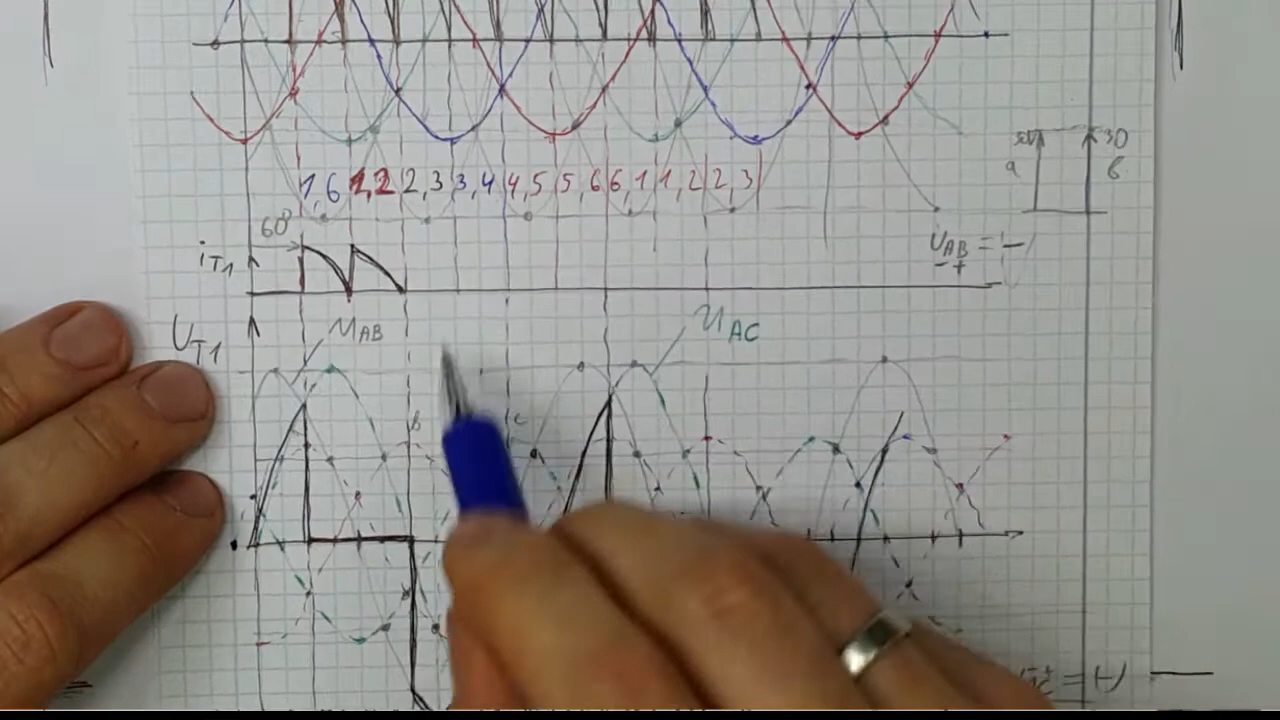 1,6 1,2 2,3 3,4 4,5 5,6 6,1 1,2 2,3
a
30
в
60°
iT1
UAB =
- +
UT1
UAB
UAC
в
c